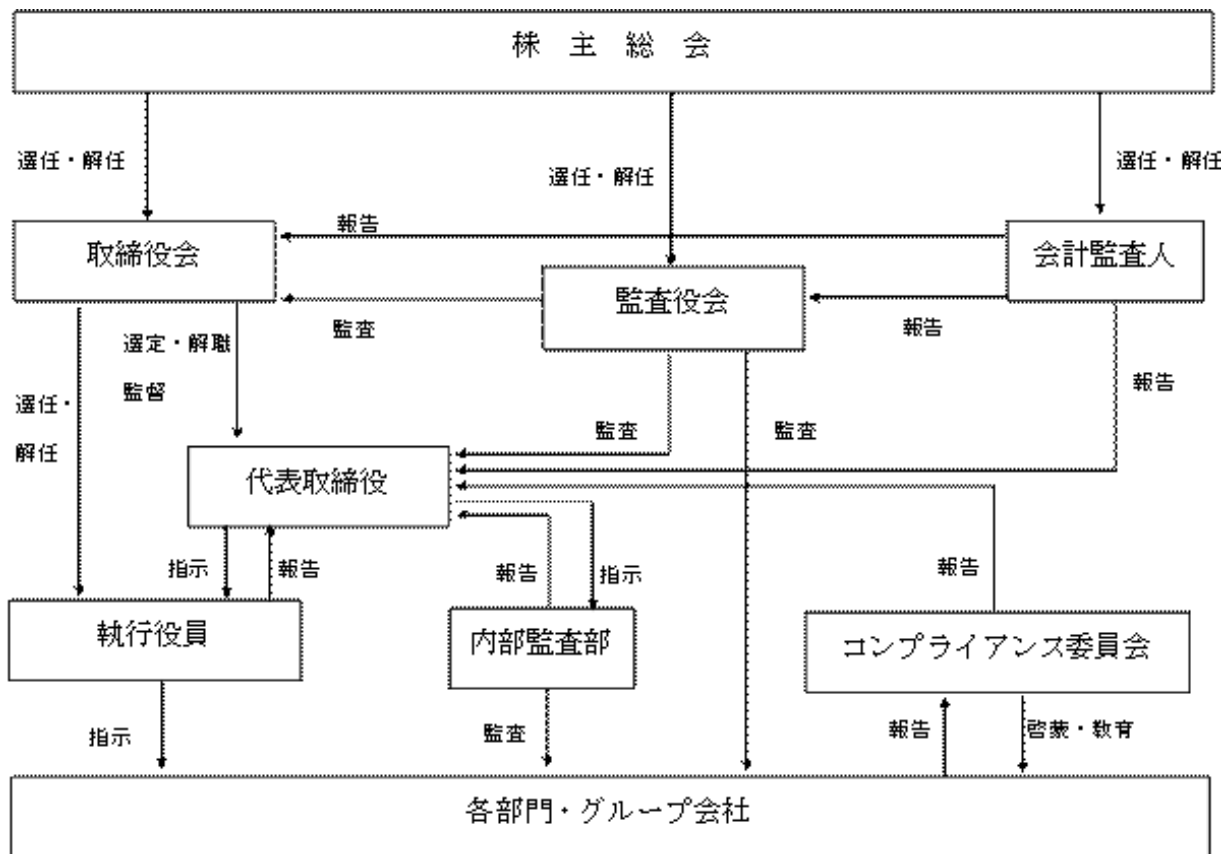 株 主 総 会
選任・解任
選任・解任
選任・解任
報告
取締役会
会計監査人
監査役会
監査
報告
選定・解職
監督
選任・
解任
報告
監査
監査
代表取締役
指示
報告
報告
指示
報告
執行役員
内部監査部
コンプライアンス委員会
指示
監査
報告
啓蒙・教育
各部門・グループ会社